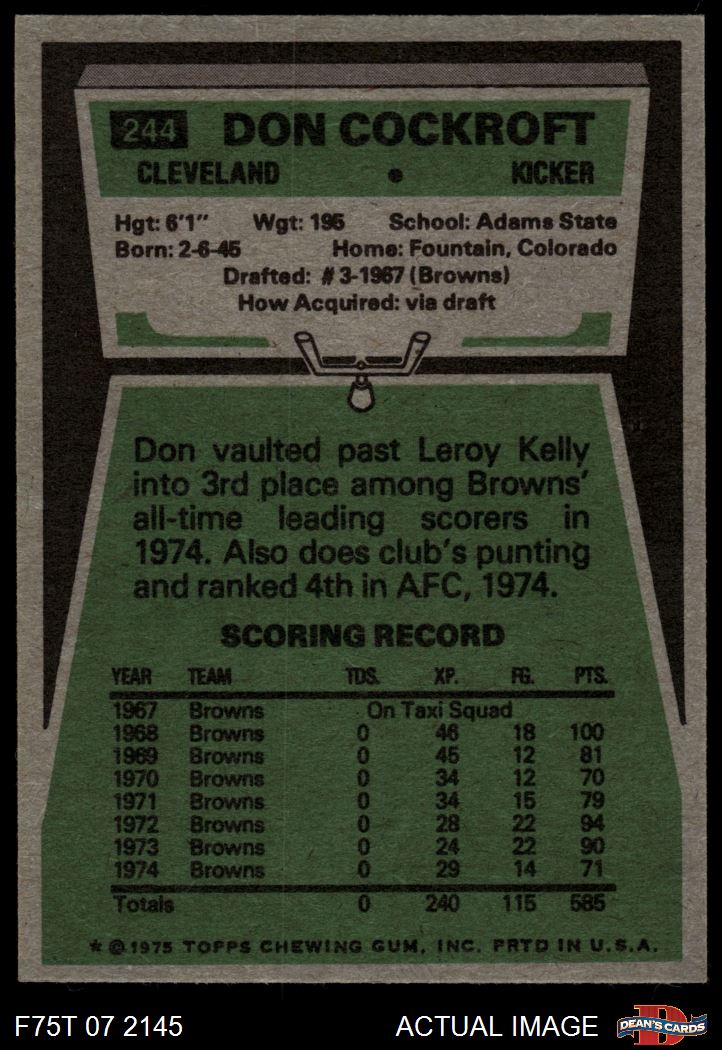 244 DON COCKROFT
CLEVELAND • KICKER
Hgt: 6'1" Wgt: 195 School: Adams State
Born: 2-6-45 Home: Fountain, Colorado
Drafted: #3-1967 (Browns)
How Acquired: via draft
Don vaulted past Leroy Kelly
into 3rd place among Browns'
all-time leading scorers in
1974. Also does club's punting
and ranked 4th in AFC, 1974.
SCORING RECORD
YEAR TEAM TDS. XP. FG. PTS.
1967 Browns On Taxi Squad
1968 Browns 0 46 18 100
1969 Browns 0 45 12 81
1970 Browns 0 34 12 70
1971 Browns 0 34 15 79
1972 Browns 0 28 22 94
1973 Browns 0 24 22 90
1974 Browns 0 29 14 71
Totals 0 240 115 585
* © 1975 TOPPS CHEWING GUM, INC. PRTD IN U.S.A.
F75T 07 2145 ACTUAL IMAGE D DEAN'S CARDS